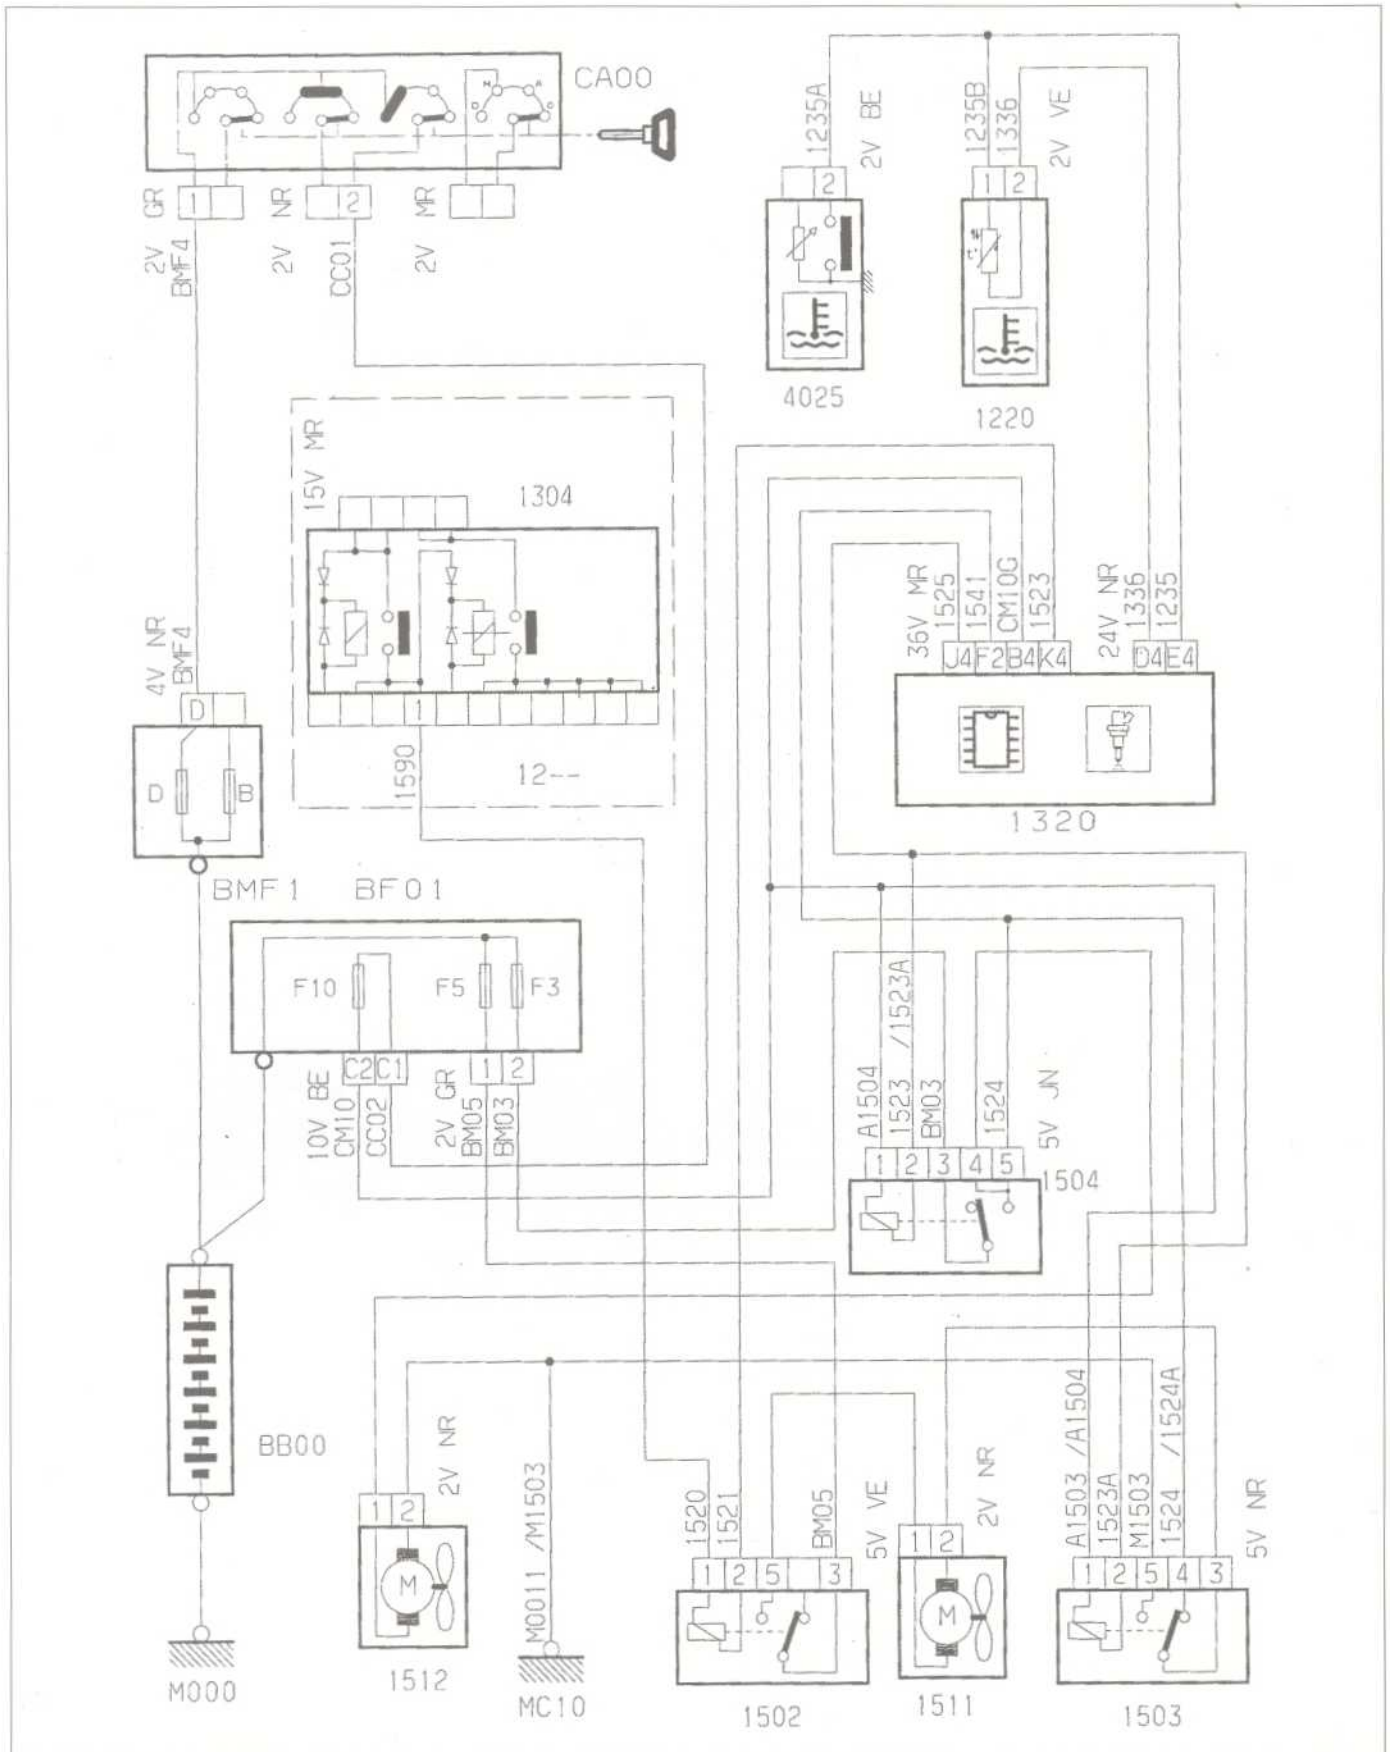 CA00
H A
D G
1
2
2V GR
BMF4
2V NR
CC01
2V MR
1235A
2V BE
1235B
1336
2V VE
2
1 2
t°
4025
1220
15V MR
1304
1
1590
12--
36V MR
1525
1541
CM10G
1523
24V NR
1336
1235
J4 F2 B4 K4
D4 E4
1320
4V NR
BMF4
D
D B
BMF1
BF01
F10 F5 F3
C2 C1
1 2
10V BE
CM10
CC02
2V GR
BM05
BM03
A1504
1523 /1523A
BM03
1524
5V JN
1 2 3 4 5
1504
BB00
M000
2V NR
1 2
M
1512
M0011 /M1503
MC10
1520
1521
BM05
5V VE
1 2 5 3
1502
2V NR
1 2
M
1511
A1503 /A1504
1523A
M1503
1524 /1524A
5V NR
1 2 5 4 3
1503